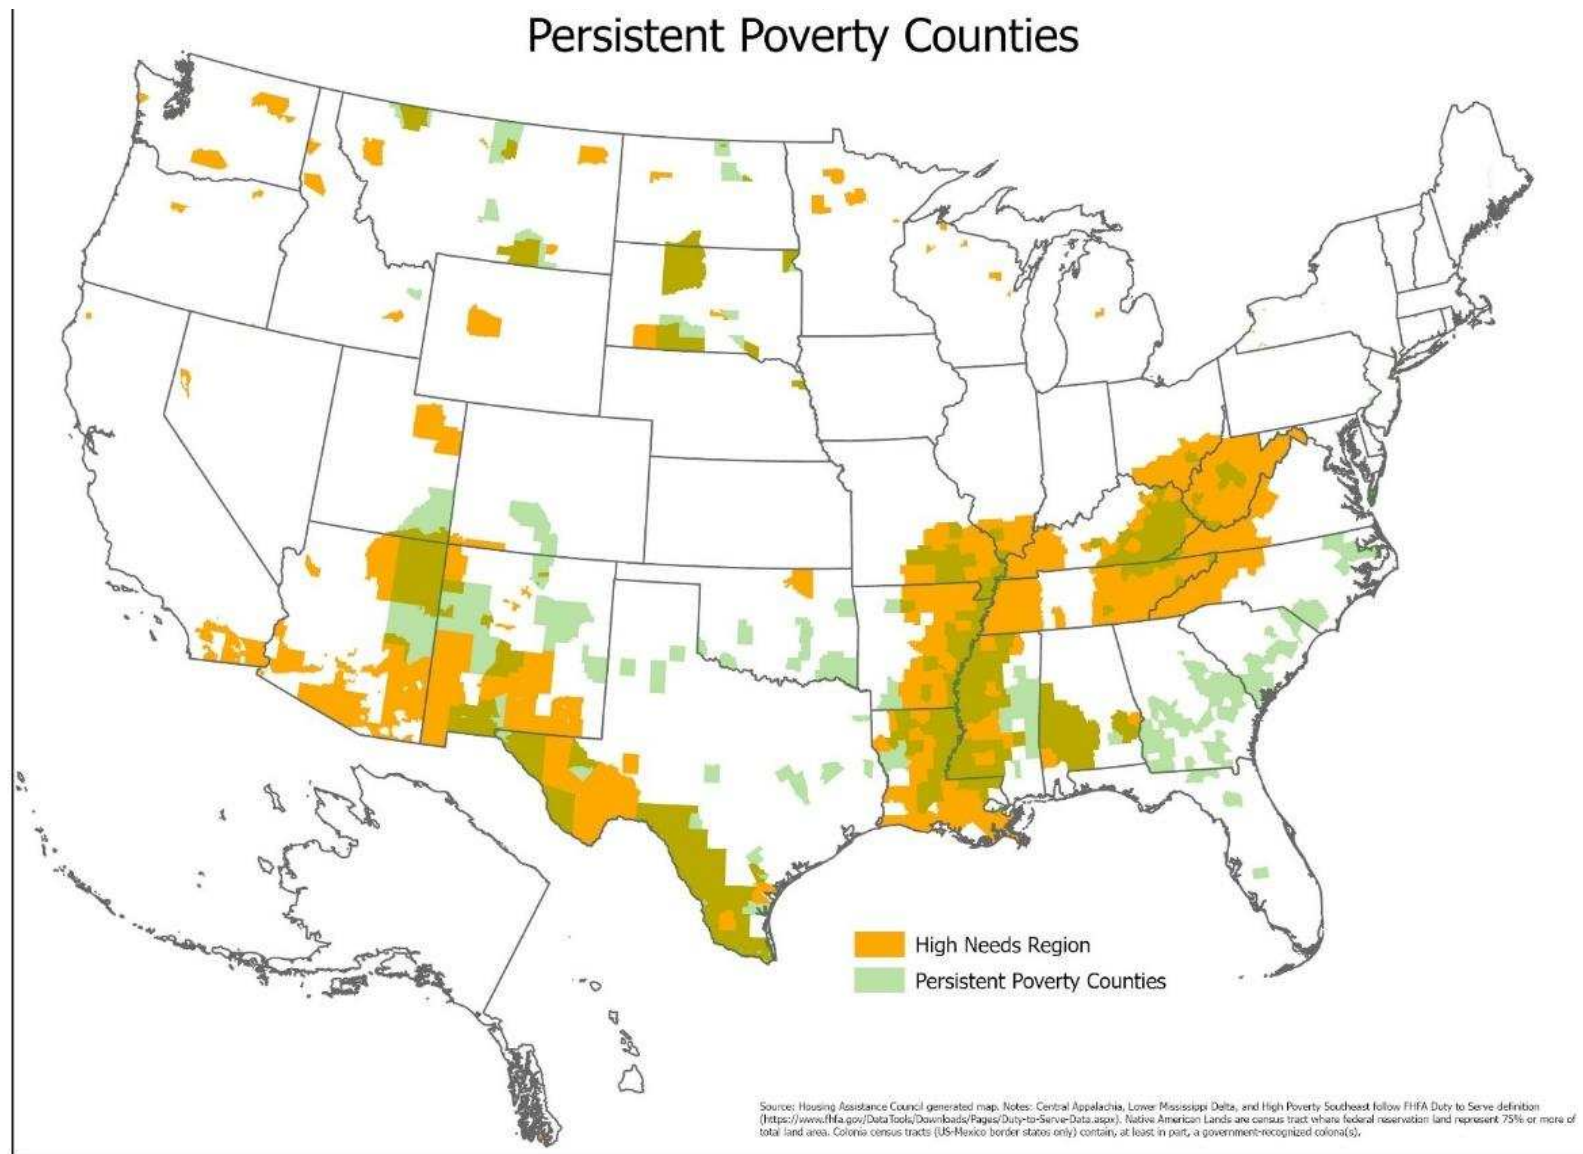 Persistent Poverty Counties
High Needs Region
Persistent Poverty Counties
Source: Housing Assistance Council generated map. Notes: Central Appalachia, Lower Mississippi Delta, and High Poverty Southeast follow FHFA Duty to Serve definition
(https://www.fhfa.gov/DataTools/Downloads/Pages/Duty-to-Serve-Data.aspx). Native American Lands are census tract where federal reservation land represent 75% or more of
total land area. Colonia census tracts (US-Mexico border states only) contain, at least in part, a government-recognized colona(s).